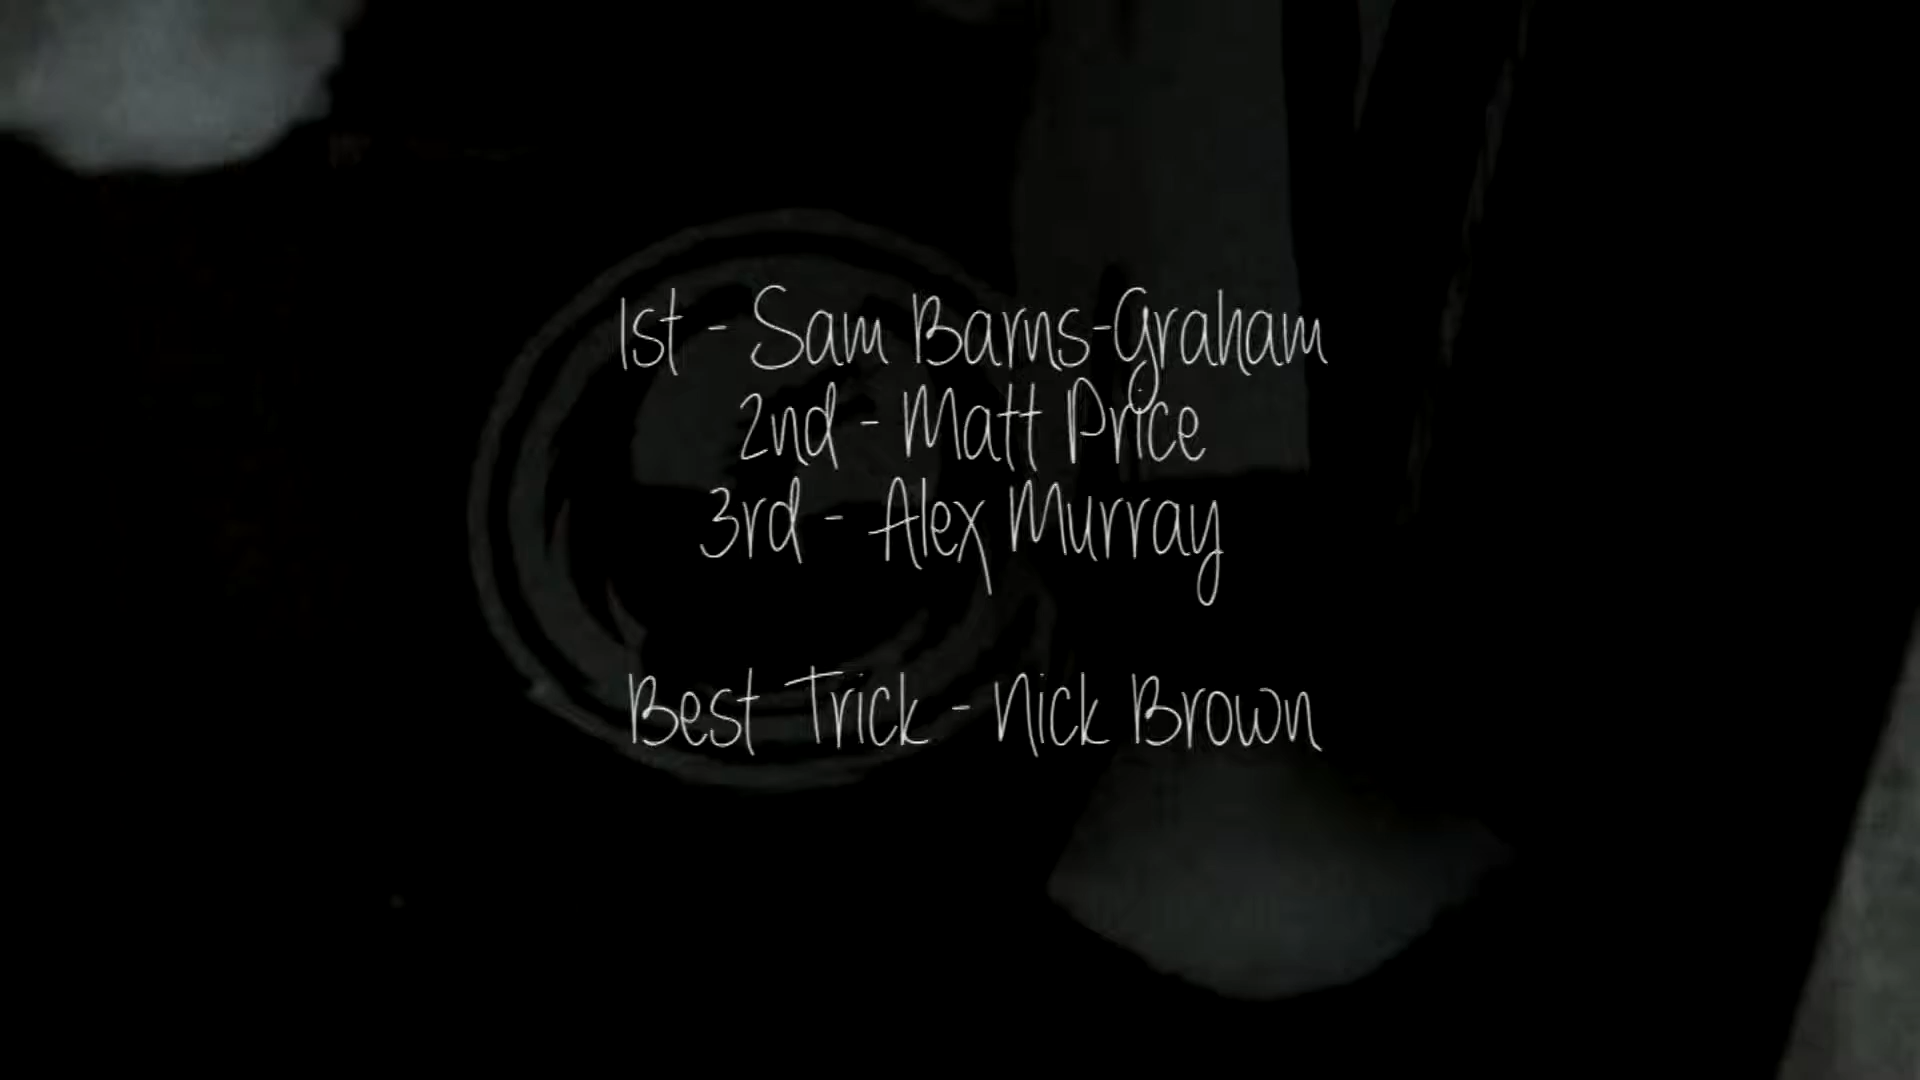 1st - Sam Barns-Graham
2nd - Matt Price
3rd - Alex Murray
Best Trick - Nick Brown